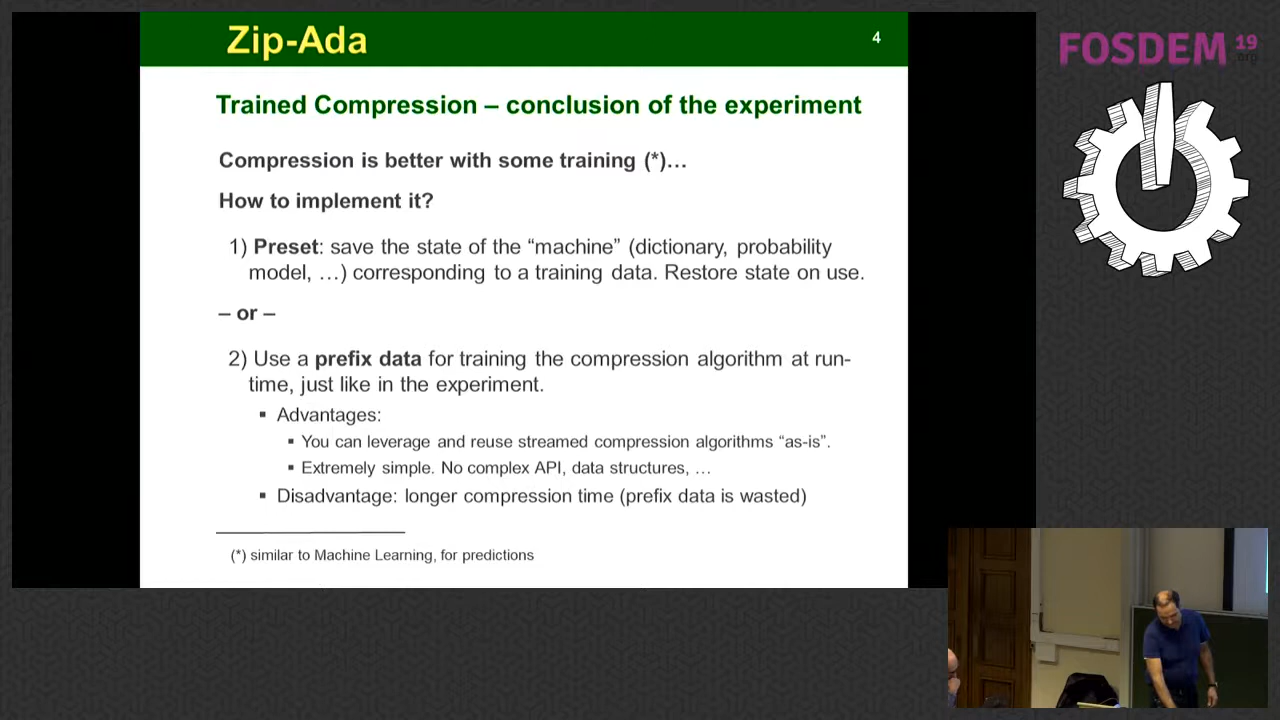 Zip-Ada
4
FOSDEM 19
.org
Trained Compression – conclusion of the experiment
Compression is better with some training (*)…
How to implement it?
1) Preset: save the state of the “machine” (dictionary, probability
model, …) corresponding to a training data. Restore state on use.
– or –
2) Use a prefix data for training the compression algorithm at run-
time, just like in the experiment.
▪ Advantages:
▪ You can leverage and reuse streamed compression algorithms “as-is”.
▪ Extremely simple. No complex API, data structures, …
▪ Disadvantage: longer compression time (prefix data is wasted)
(*) similar to Machine Learning, for predictions